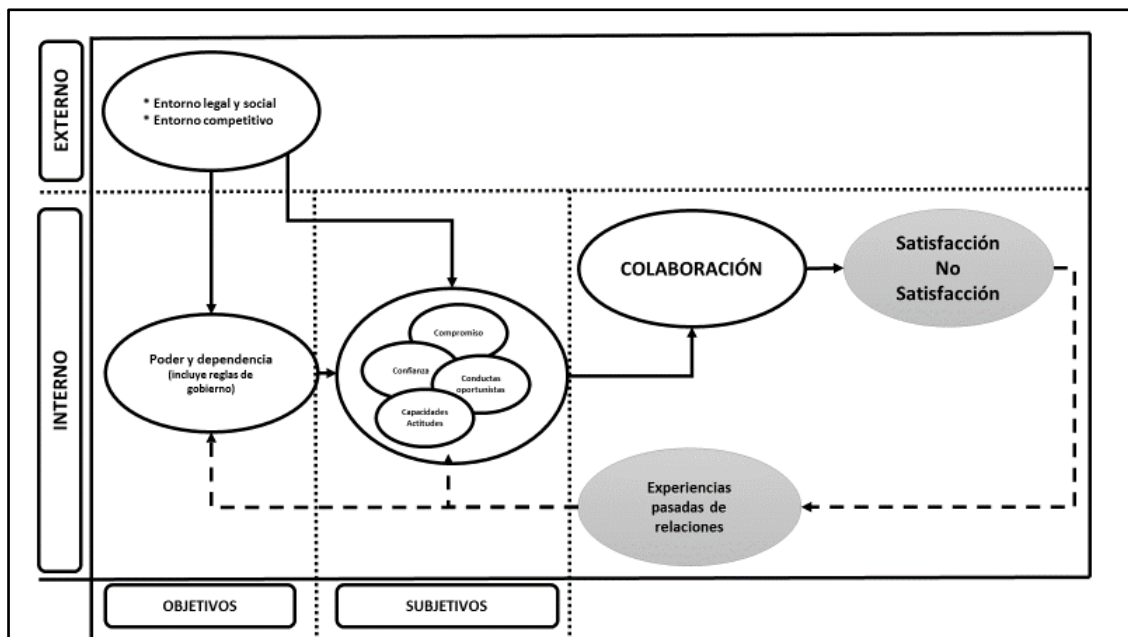 EXTERNO
* Entorno legal y social
* Entorno competitivo
INTERNO
Poder y dependencia
(incluye reglas de
gobierno)
Compromiso
Confianza
Conductas
oportunistas
Capacidades
Actitudes
COLABORACIÓN
Satisfacción
No
Satisfacción
Experiencias
pasadas de
relaciones
OBJETIVOS
SUBJETIVOS